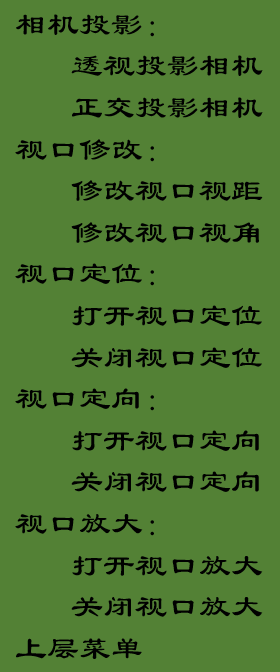 相机投影:
透视投影相机
正交投影相机
视口修改:
修改视口视距
修改视口视角
视口定位:
打开视口定位
关闭视口定位
视口定向:
打开视口定向
关闭视口定向
视口放大:
打开视口放大
关闭视口放大
上层菜单